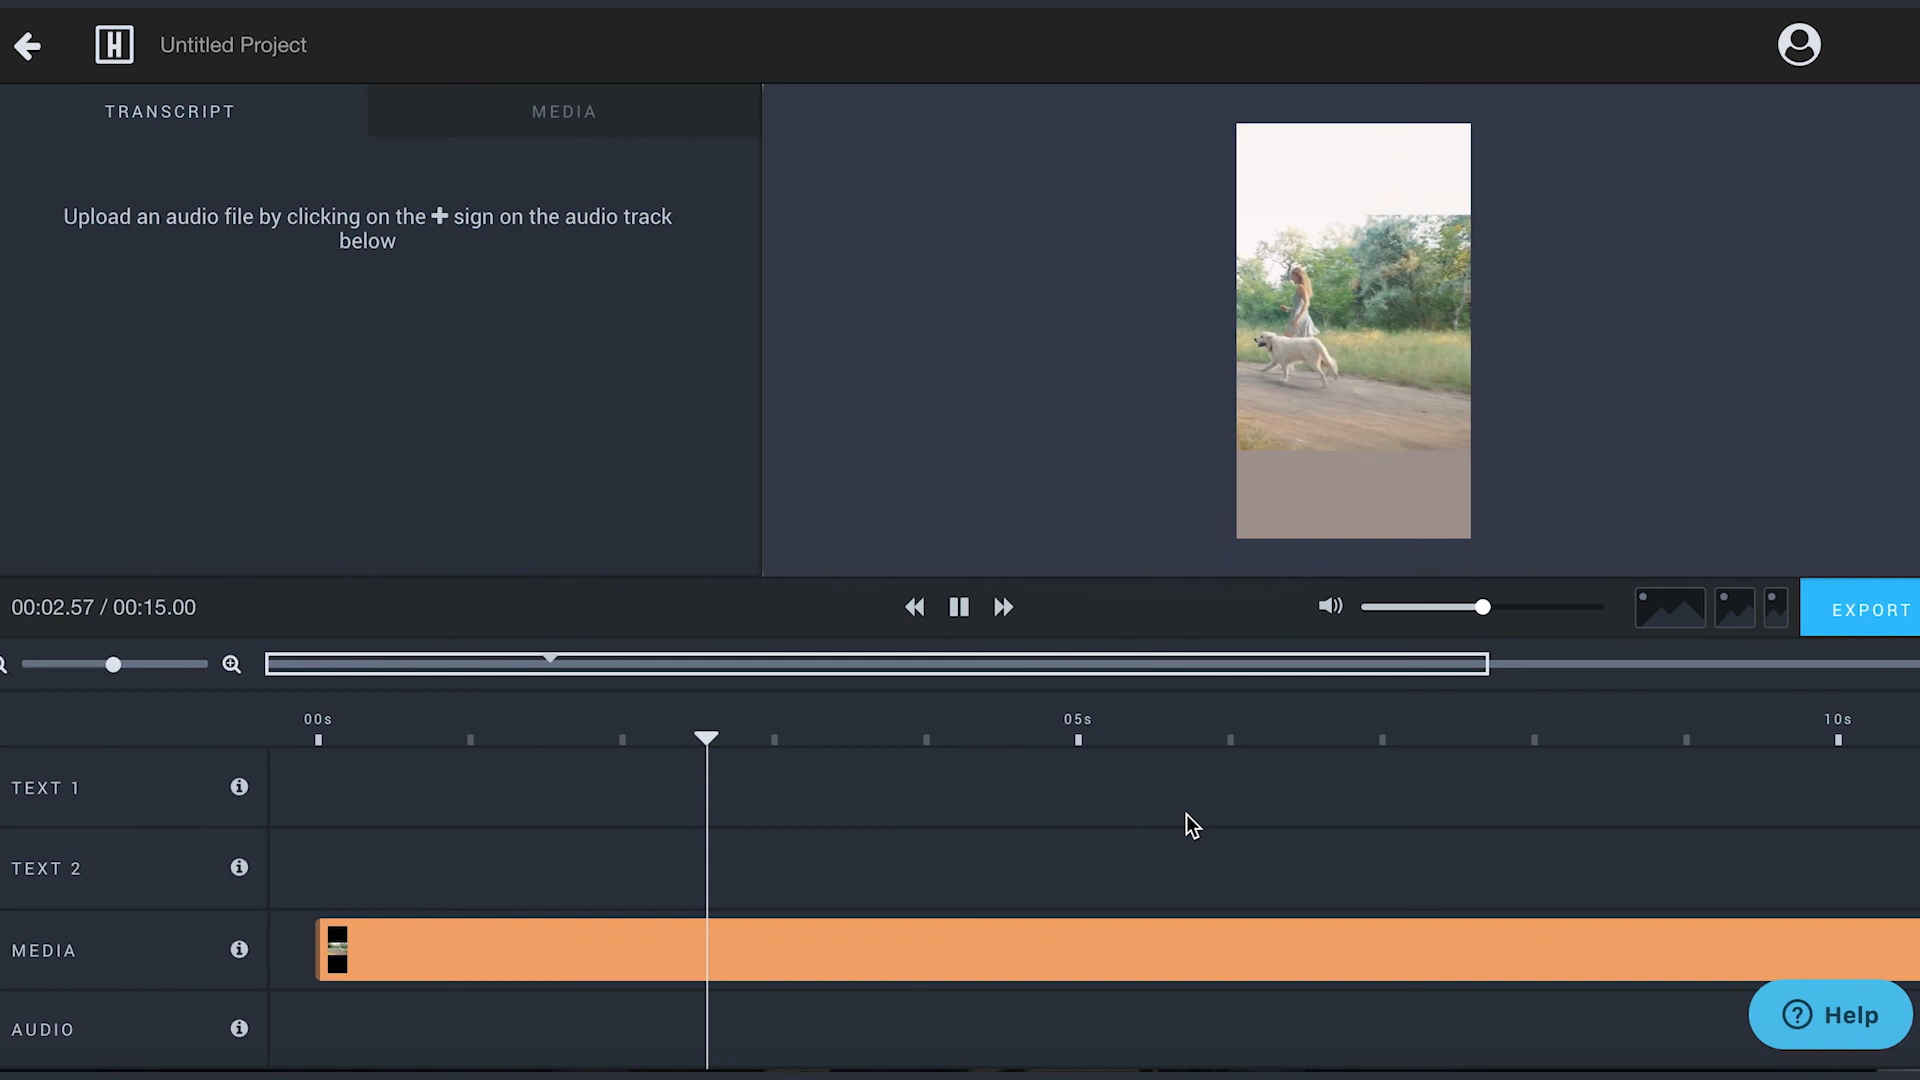 H Untitled Project
TRANSCRIPT MEDIA
Upload an audio file by clicking on the + sign on the audio track
below
00:02.57 / 00:15.00
EXPORT
00s 05s 10s
TEXT 1
TEXT 2
MEDIA
AUDIO
? Help